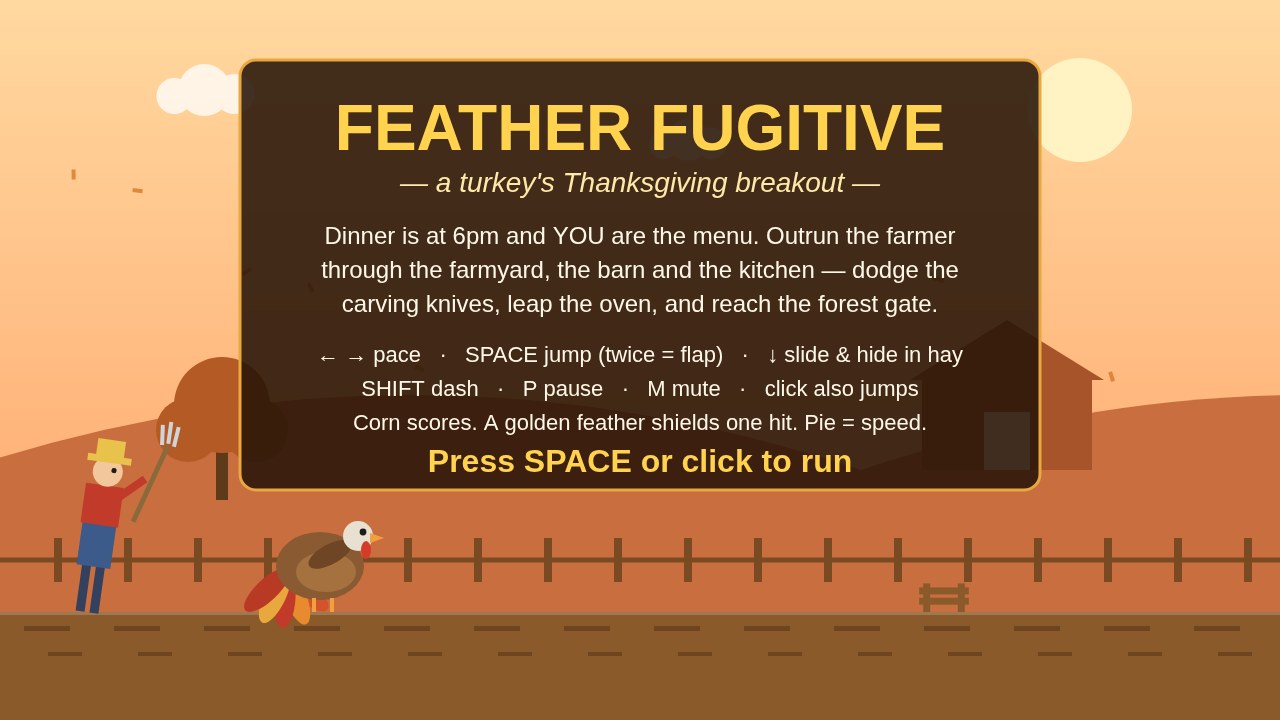 FEATHER FUGITIVE
— a turkey's Thanksgiving breakout —
Dinner is at 6pm and YOU are the menu. Outrun the farmer
through the farmyard, the barn and the kitchen — dodge the
carving knives, leap the oven, and reach the forest gate.
← → pace · SPACE jump (twice = flap) · ↓ slide & hide in hay
SHIFT dash · P pause · M mute · click also jumps
Corn scores. A golden feather shields one hit. Pie = speed.
Press SPACE or click to run